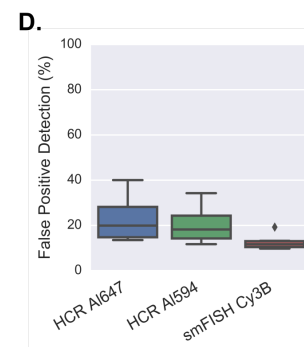 D.
False Positive Detection (%)
100
80
60
40
20
0
HCR Al647
HCR Al594
smFISH Cy3B